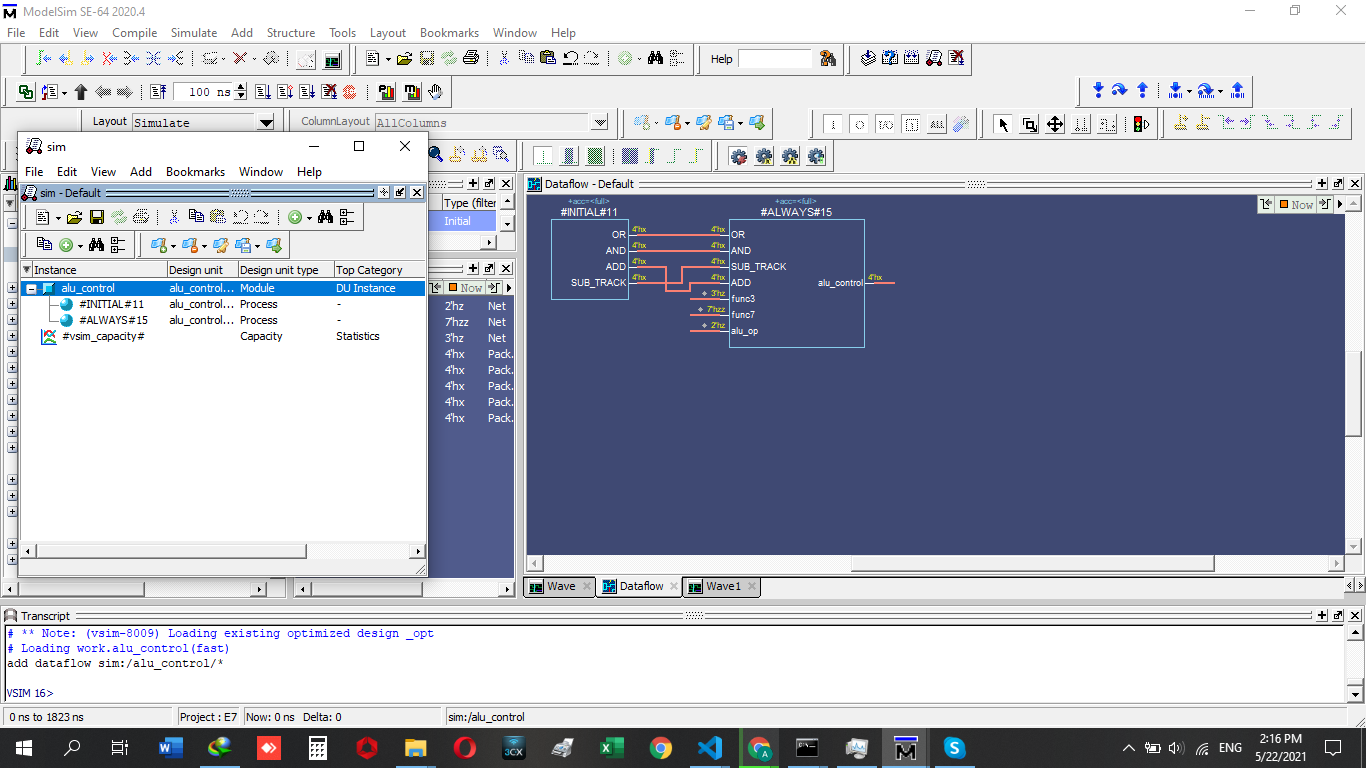 ModelSim SE-64 2020.4
File Edit View Compile Simulate Add Structure Tools Layout Bookmarks Window Help
Help
100 ns
Layout Simulate
ColumnLayout AllColumns
sim
File Edit View Add Bookmarks Window Help
sim - Default
Instance Design unit Design unit type Top Category
alu_control alu_control... Module DU Instance
#INITIAL#11 alu_control... Process -
#ALWAYS#15 alu_control... Process -
#vsim_capacity# Capacity Statistics
Type (filter
Initial
Now
2'hz Net
7'hzz Net
3'hz Net
4'hx Pack.
4'hx Pack.
4'hx Pack.
4'hx Pack.
4'hx Pack.
Dataflow - Default
Now
+acc=<full>
#INITIAL#11
OR 4'hx
AND 4'hx
ADD 4'hx
SUB_TRACK 4'hx
+acc=<full>
#ALWAYS#15
4'hx OR
4'hx AND
4'hx SUB_TRACK
4'hx ADD
3'hz func3
7'hzz func7
2'hz alu_op
alu_control 4'hx
Wave Dataflow Wave1
Transcript
# ** Note: (vsim-8009) Loading existing optimized design _opt
# Loading work.alu_control(fast)
add dataflow sim:/alu_control/*
VSIM 16>
0 ns to 1823 ns Project : E7 Now: 0 ns Delta: 0 sim:/alu_control
3CX
ENG
2:16 PM
5/22/2021